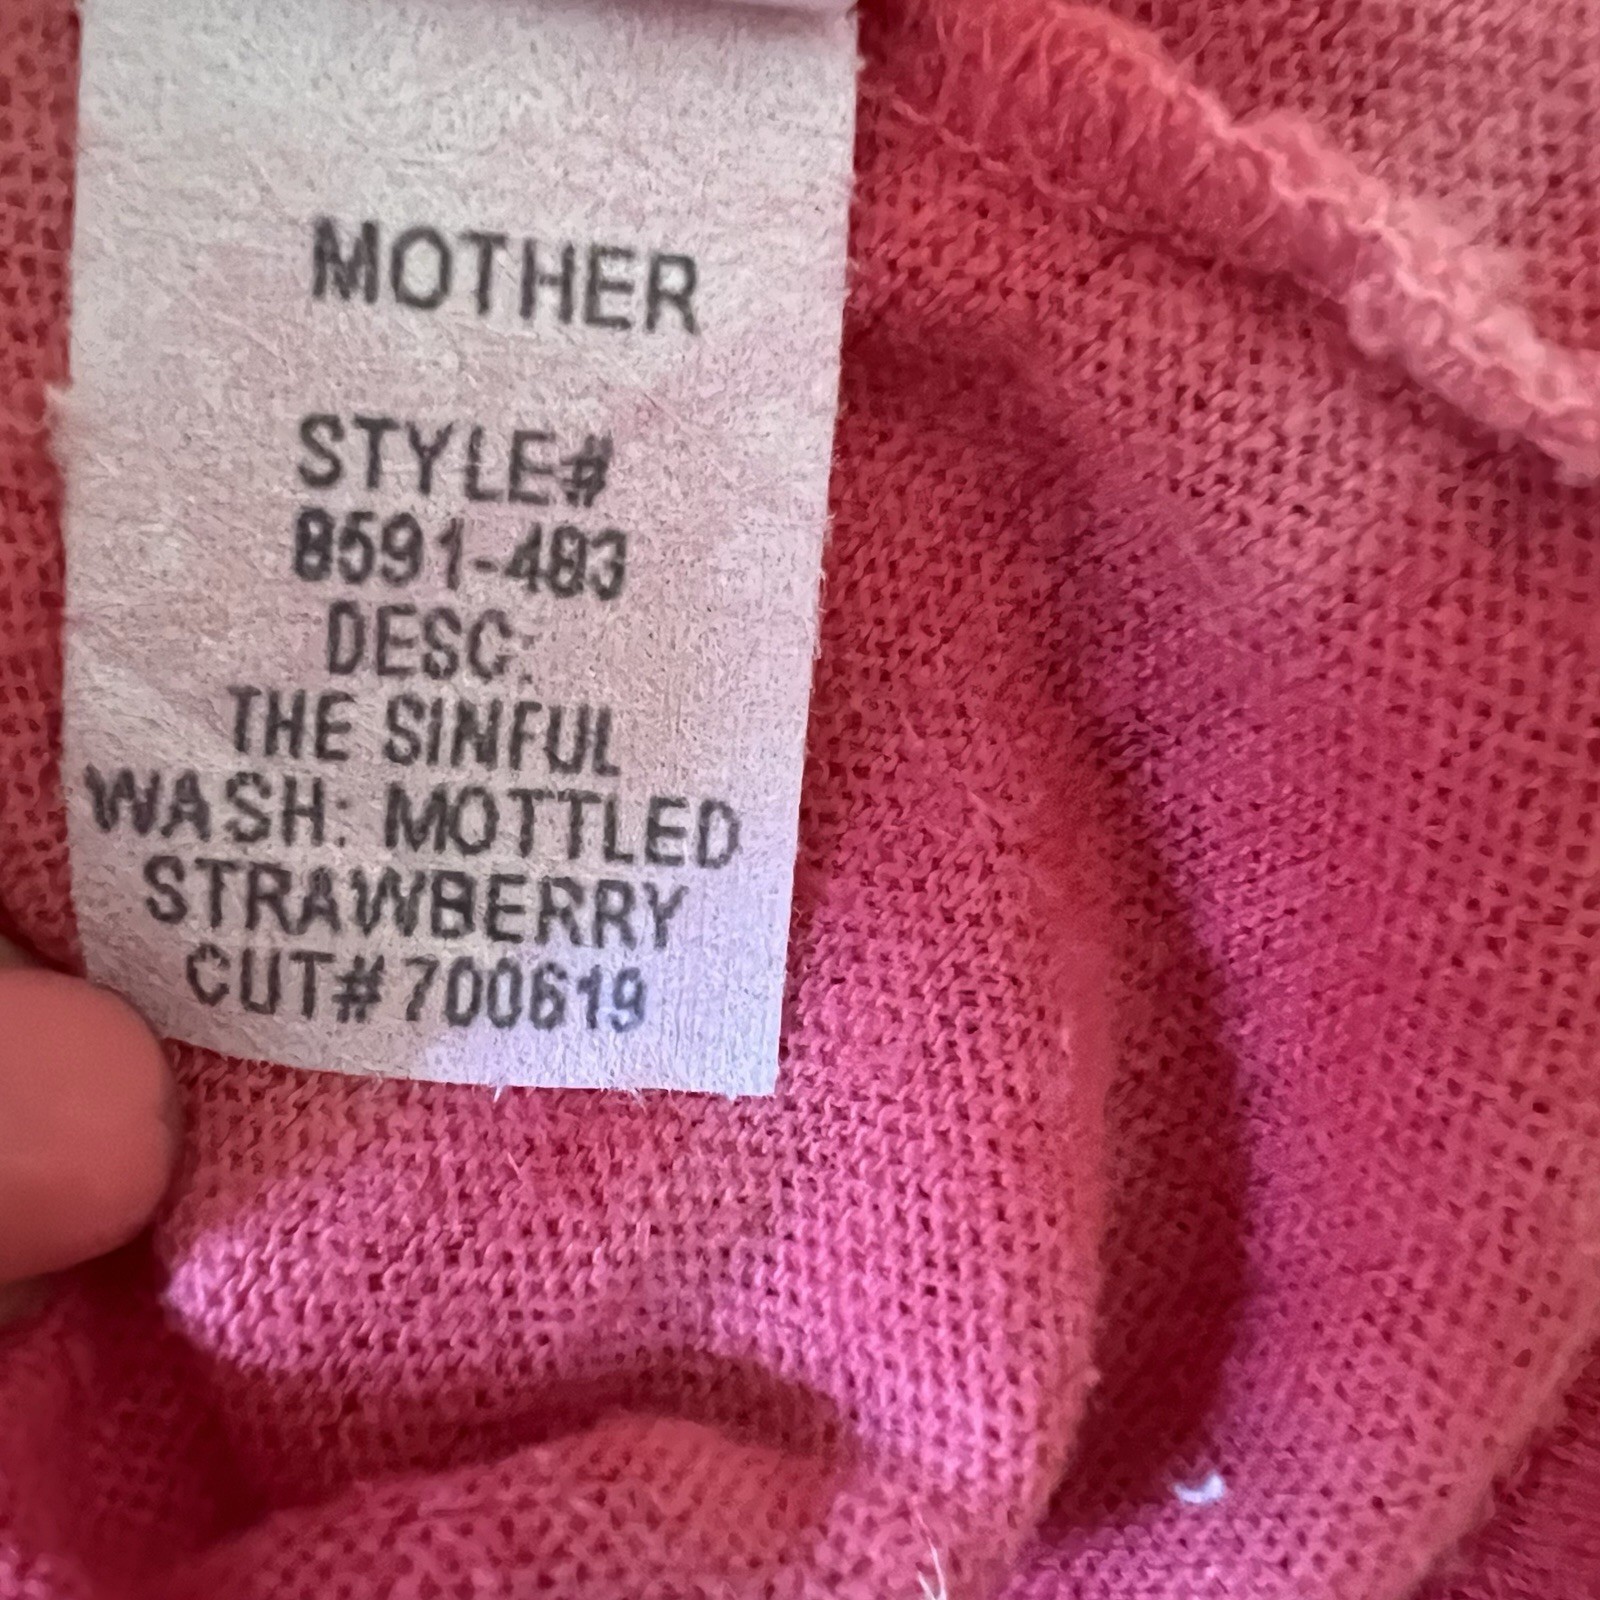 MOTHER
STYLE#
8591-483
DESC:
THE SINFUL
WASH: MOTTLED
STRAWBERRY
CUT# 700619